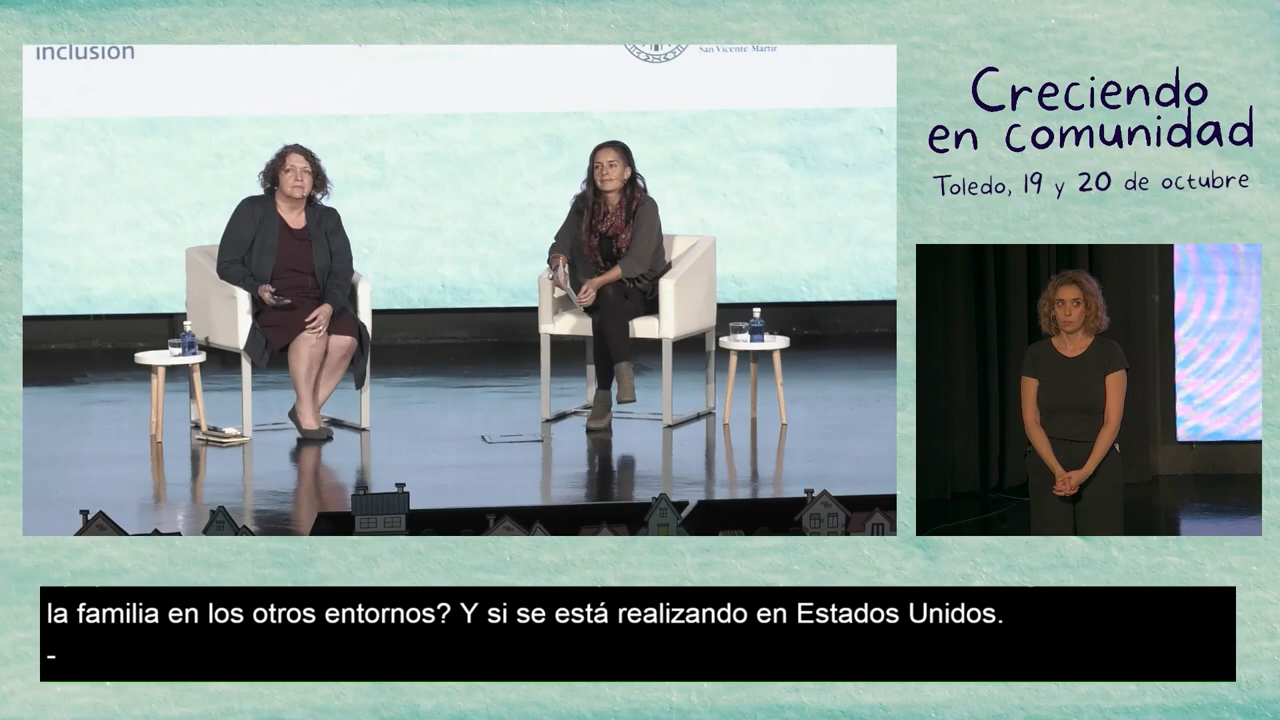 inclusión
San Vicente Mártir
Creciendo
en comunidad
Toledo, 19 y 20 de octubre
la familia en los otros entornos? Y si se está realizando en Estados Unidos.
-